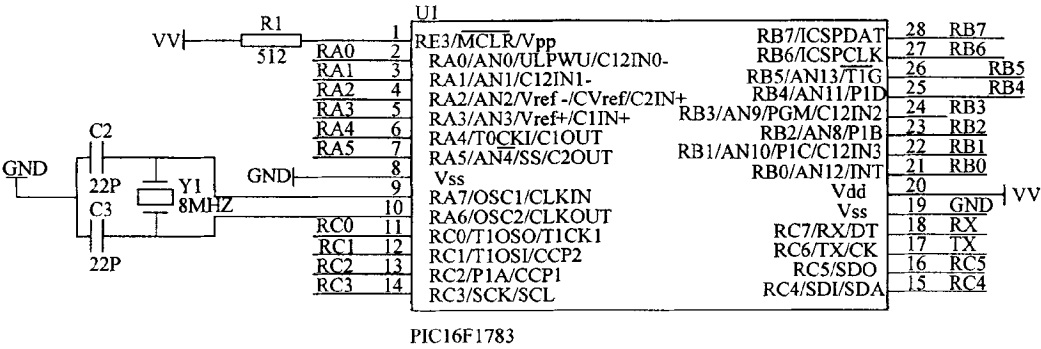 U1
R1
VV
512
1
RE3/MCLR/Vpp
RA0
2
RA0/AN0/ULPWU/C12IN0-
RA1
3
RA1/AN1/C12IN1-
RA2
4
RA2/AN2/Vref -/CVref/C2IN+
RA3
5
RA3/AN3/Vref+/C1IN+
RA4
6
RA4/T0CKI/C1OUT
RA5
7
RA5/AN4/SS/C2OUT
GND
8
Vss
9
RA7/OSC1/CLKIN
10
RA6/OSC2/CLKOUT
RC0
11
RC0/T1OSO/T1CK1
RC1
12
RC1/T1OSI/CCP2
RC2
13
RC2/P1A/CCP1
RC3
14
RC3/SCK/SCL
GND
C2
22P
Y1
8MHZ
C3
22P
RB7/ICSPDAT
28
RB7
RB6/ICSPCLK
27
RB6
RB5/AN13/T1G
26
RB5
RB4/AN11/P1D
25
RB4
RB3/AN9/PGM/C12IN2
24
RB3
RB2/AN8/P1B
23
RB2
RB1/AN10/P1C/C12IN3
22
RB1
RB0/AN12/INT
21
RB0
Vdd
20
VV
Vss
19
GND
RC7/RX/DT
18
RX
RC6/TX/CK
17
TX
RC5/SDO
16
RC5
RC4/SDI/SDA
15
RC4
PIC16F1783